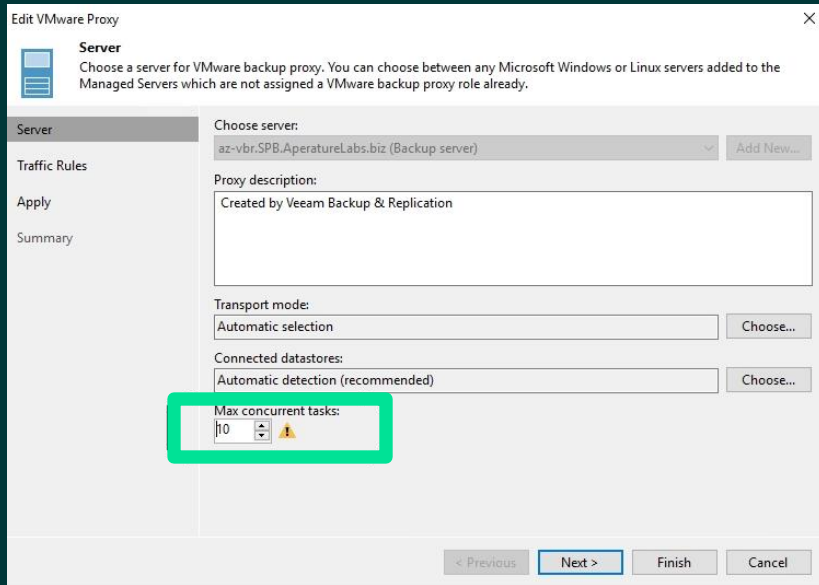 Edit VMware Proxy
Server
Choose a server for VMware backup proxy. You can choose between any Microsoft Windows or Linux servers added to the
Managed Servers which are not assigned a VMware backup proxy role already.
Server
Traffic Rules
Apply
Summary
Choose server:
az-vbr.SPB.AperatureLabs.biz (Backup server)
Add New...
Proxy description:
Created by Veeam Backup & Replication
Transport mode:
Automatic selection
Choose...
Connected datastores:
Automatic detection (recommended)
Choose...
Max concurrent tasks:
10
< Previous
Next >
Finish
Cancel